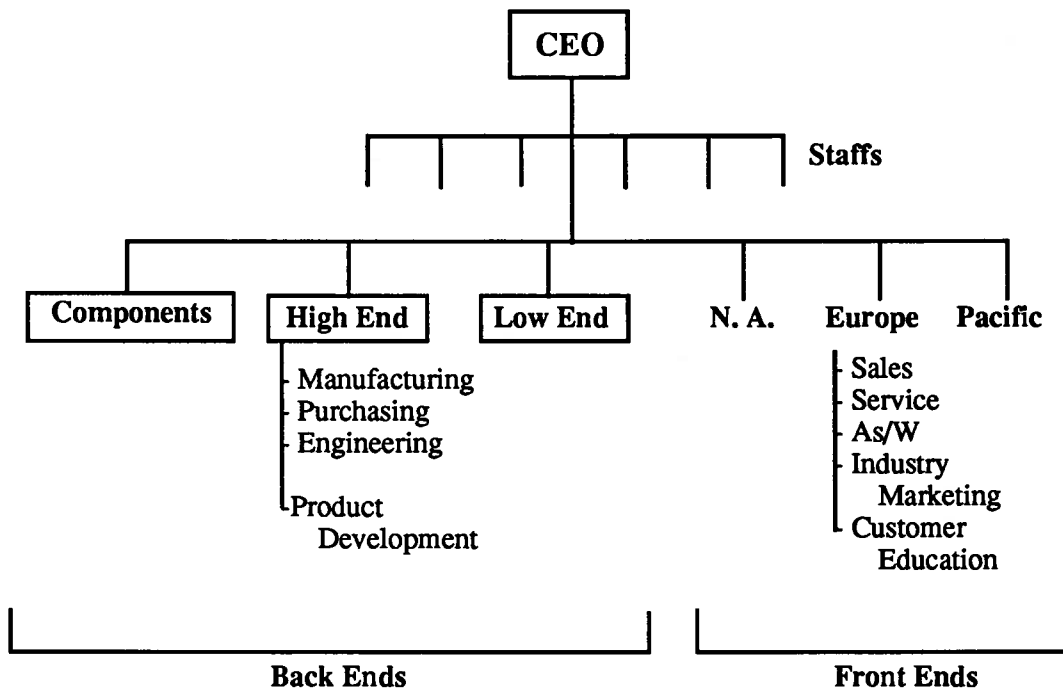 CEO
Staffs
Components
High End
Low End
N. A.
Europe
Pacific
Manufacturing
Purchasing
Engineering
Product
Development
Sales
Service
As/W
Industry
Marketing
Customer
Education
Back Ends
Front Ends